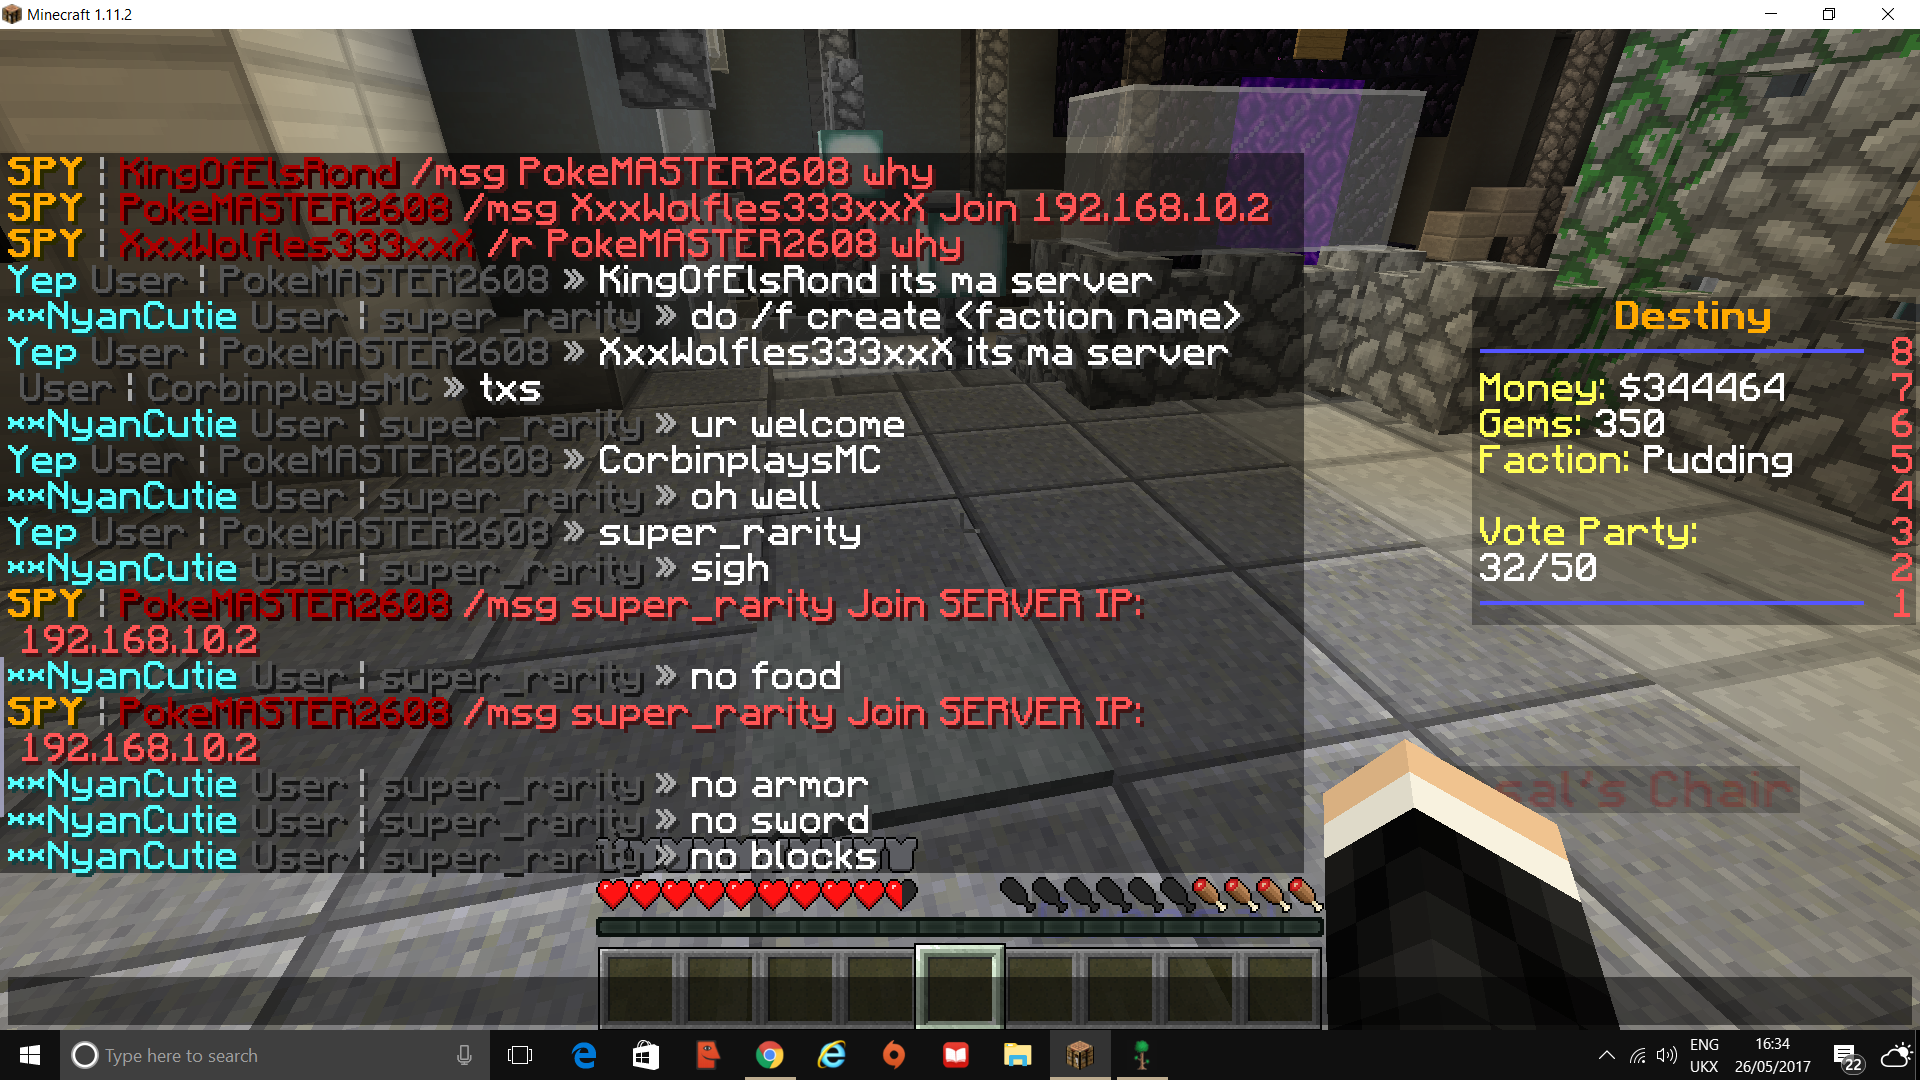 Minecraft 1.11.2
SPY | KingOfElsRond /msg PokeMASTER2608 why
SPY | PokeMASTER2608 /msg XxxWolfles333xxX Join 192.168.10.2
SPY | XxxWolfles333xxX /r PokeMASTER2608 why
Yep User | PokeMASTER2608 » KingOfElsRond its ma server
**NyanCutie User | super_rarity » do /f create <faction name>
Yep User | PokeMASTER2608 » XxxWolfles333xxX its ma server
User | CorbinplaysMC » txs
**NyanCutie User | super_rarity » ur welcome
Yep User | PokeMASTER2608 » CorbinplaysMC
**NyanCutie User | super_rarity » oh well
Yep User | PokeMASTER2608 » super_rarity
**NyanCutie User | super_rarity » sigh
SPY | PokeMASTER2608 /msg super_rarity Join SERVER IP:
192.168.10.2
**NyanCutie User | super_rarity » no food
SPY | PokeMASTER2608 /msg super_rarity Join SERVER IP:
192.168.10.2
**NyanCutie User | super_rarity » no armor
**NyanCutie User | super_rarity » no sword
**NyanCutie User | super_rarity » no blocks
Destiny
8
Money: $344464 7
Gems: 350 6
Faction: Pudding 5
4
Vote Party: 3
32/50 2
1
sal's Chair
Type here to search
ENG
UKX
16:34
26/05/2017
22